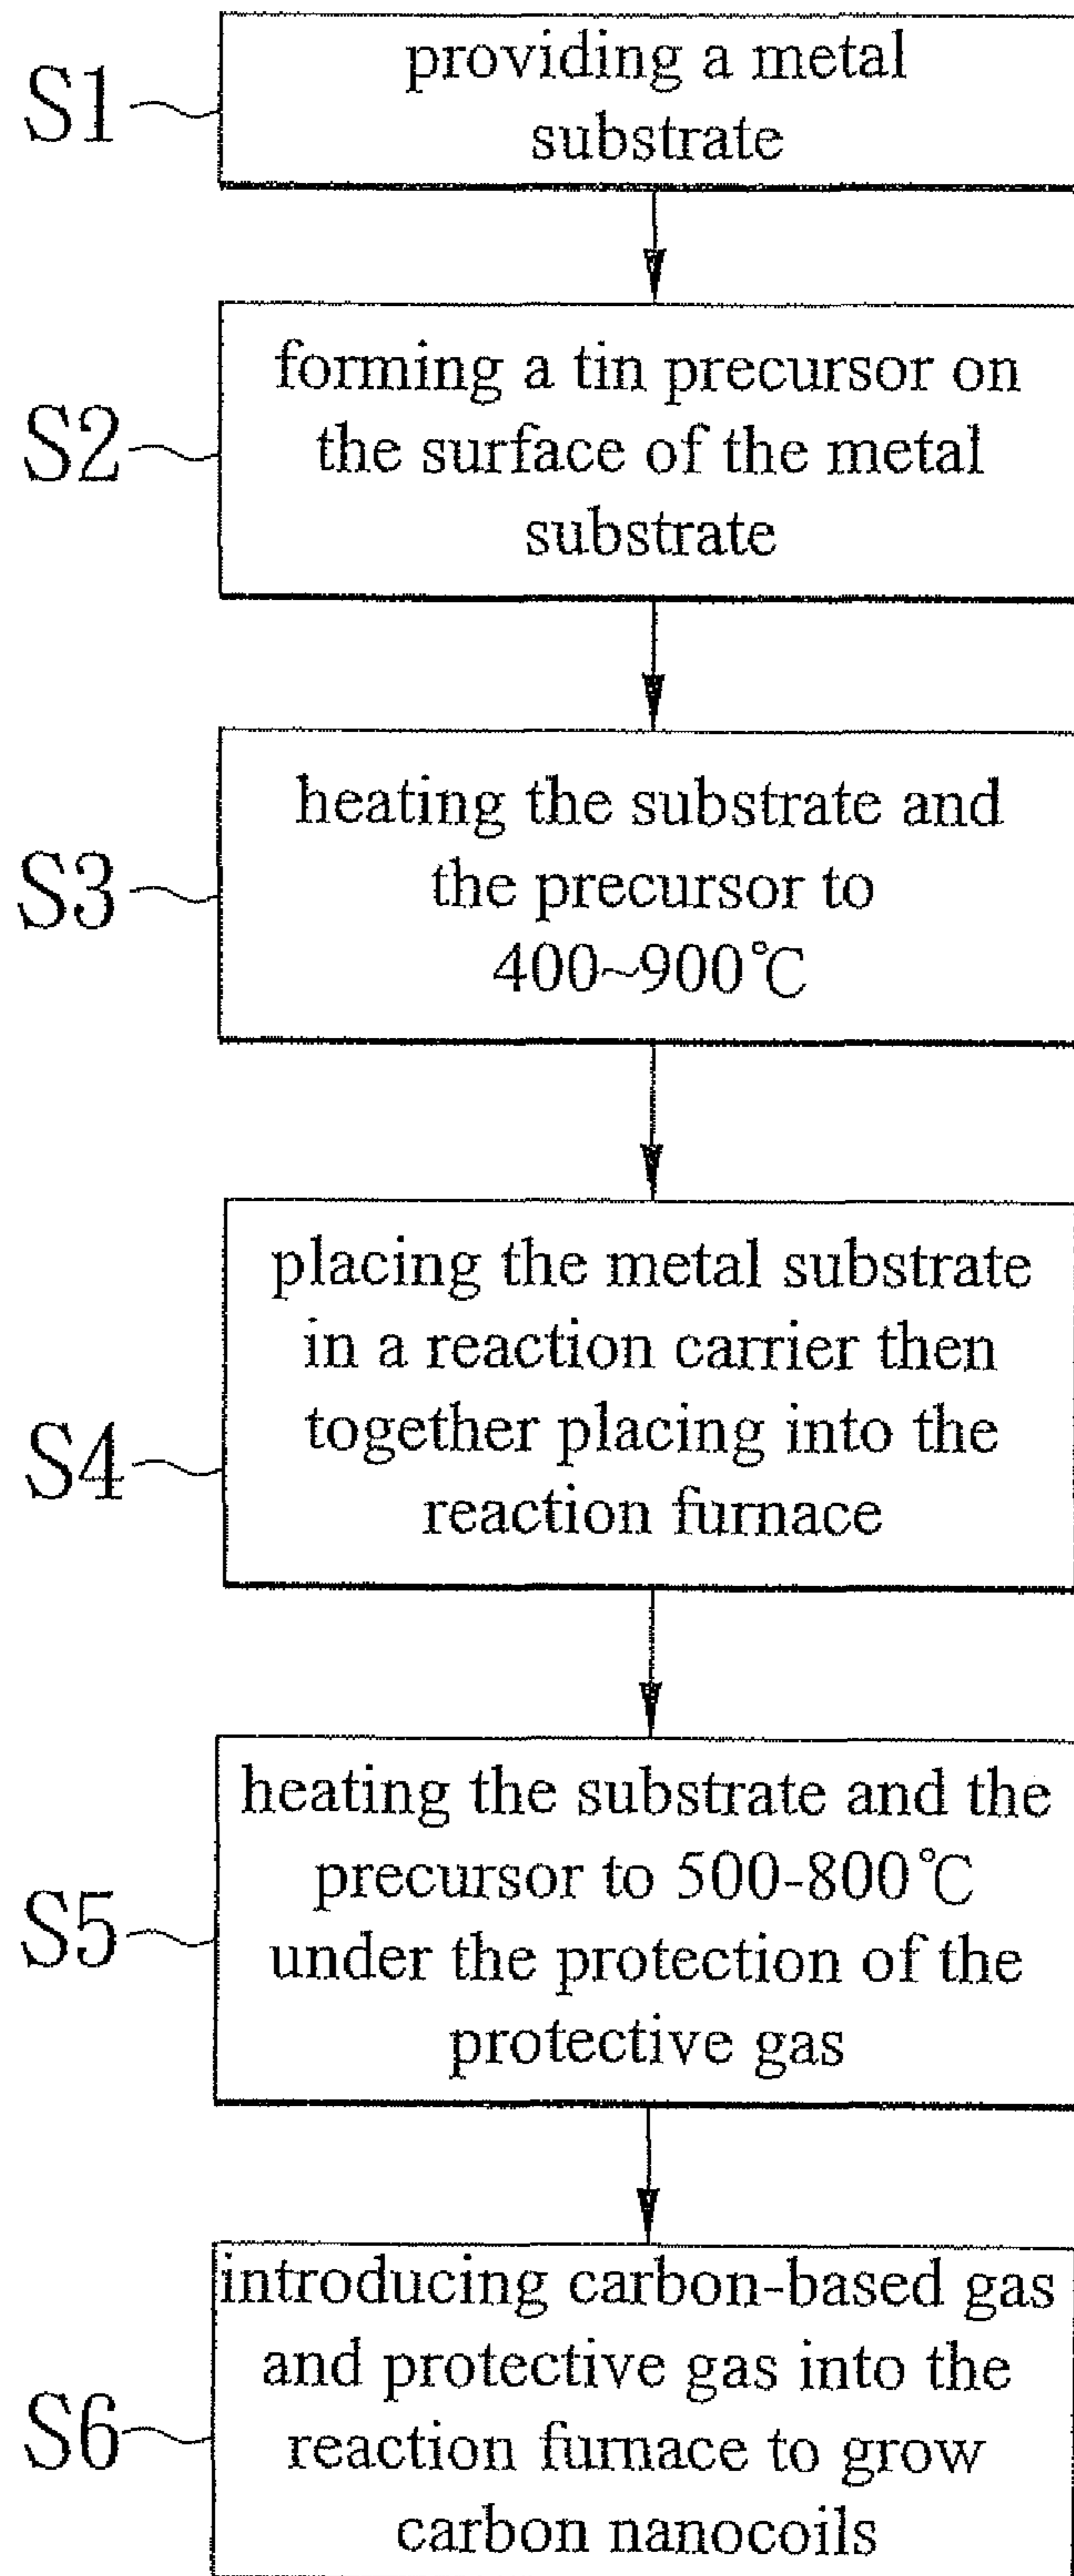 S1
providing a metal
substrate
S2
forming a tin precursor on
the surface of the metal
substrate
S3
heating the substrate and
the precursor to
400~900℃
S4
placing the metal substrate
in a reaction carrier then
together placing into the
reaction furnace
S5
heating the substrate and the
precursor to 500-800℃
under the protection of the
protective gas
S6
introducing carbon-based gas
and protective gas into the
reaction furnace to grow
carbon nanocoils